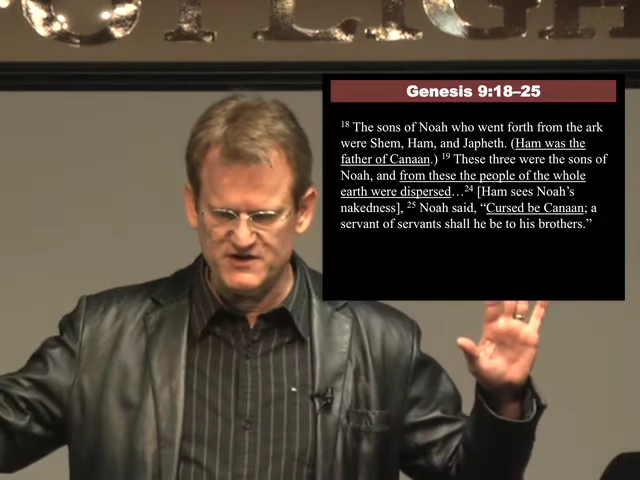 Genesis 9:18–25
18 The sons of Noah who went forth from the ark
were Shem, Ham, and Japheth. (Ham was the
father of Canaan.) 19 These three were the sons of
Noah, and from these the people of the whole
earth were dispersed…24 [Ham sees Noah’s
nakedness], 25 Noah said, “Cursed be Canaan; a
servant of servants shall he be to his brothers.”